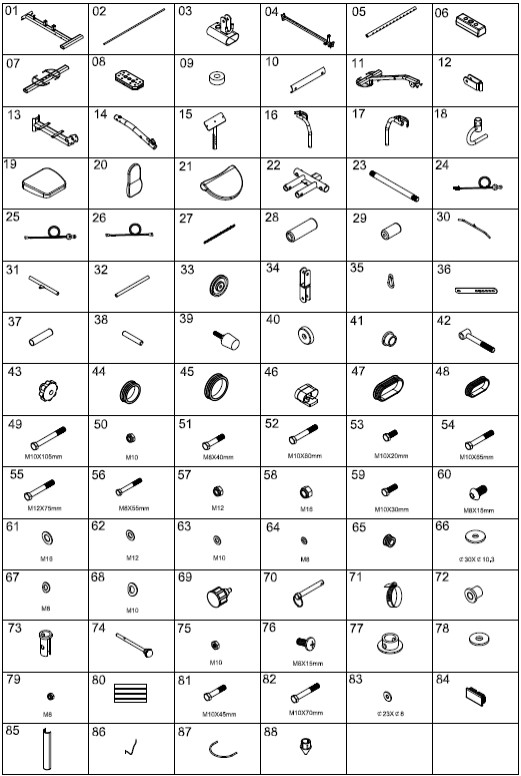 01 02 03 04 05 06
07 08 09 10 11 12
13 14 15 16 17 18
19 20 21 22 23 24
25 26 27 28 29 30
31 32 33 34 35 36
37 38 39 40 41 42
43 44 45 46 47 48
49 50 51 52 53 54
M10X105mm M10 M8X40mm M10X80mm M10X20mm M10X65mm
55 56 57 58 59 60
M12X75mm M8X55mm M12 M16 M10X30mm M8X15mm
61 62 63 64 65 66
M16 M12 M10 M8 ₵30X₵10,3
67 68 69 70 71 72
M8 M10
73 74 75 76 77 78
M10 M8X15mm
79 80 81 82 83 84
M8 M10X45mm M10X70mm ₵23X₵8
85 86 87 88